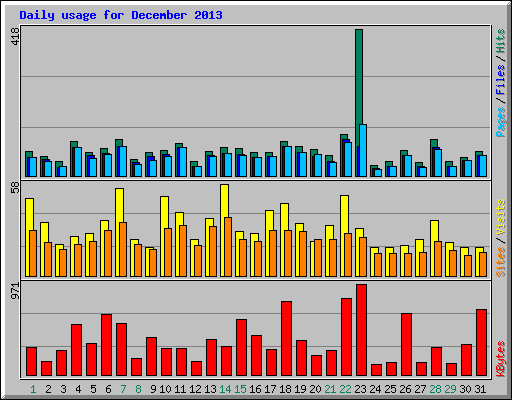 Daily usage for December 2013
418
Pages / Files / Hits
58
Sites / Visits
971
KBytes
1 2 3 4 5 6 7 8 9 10 11 12 13 14 15 16 17 18 19 20 21 22 23 24 25 26 27 28 29 30 31